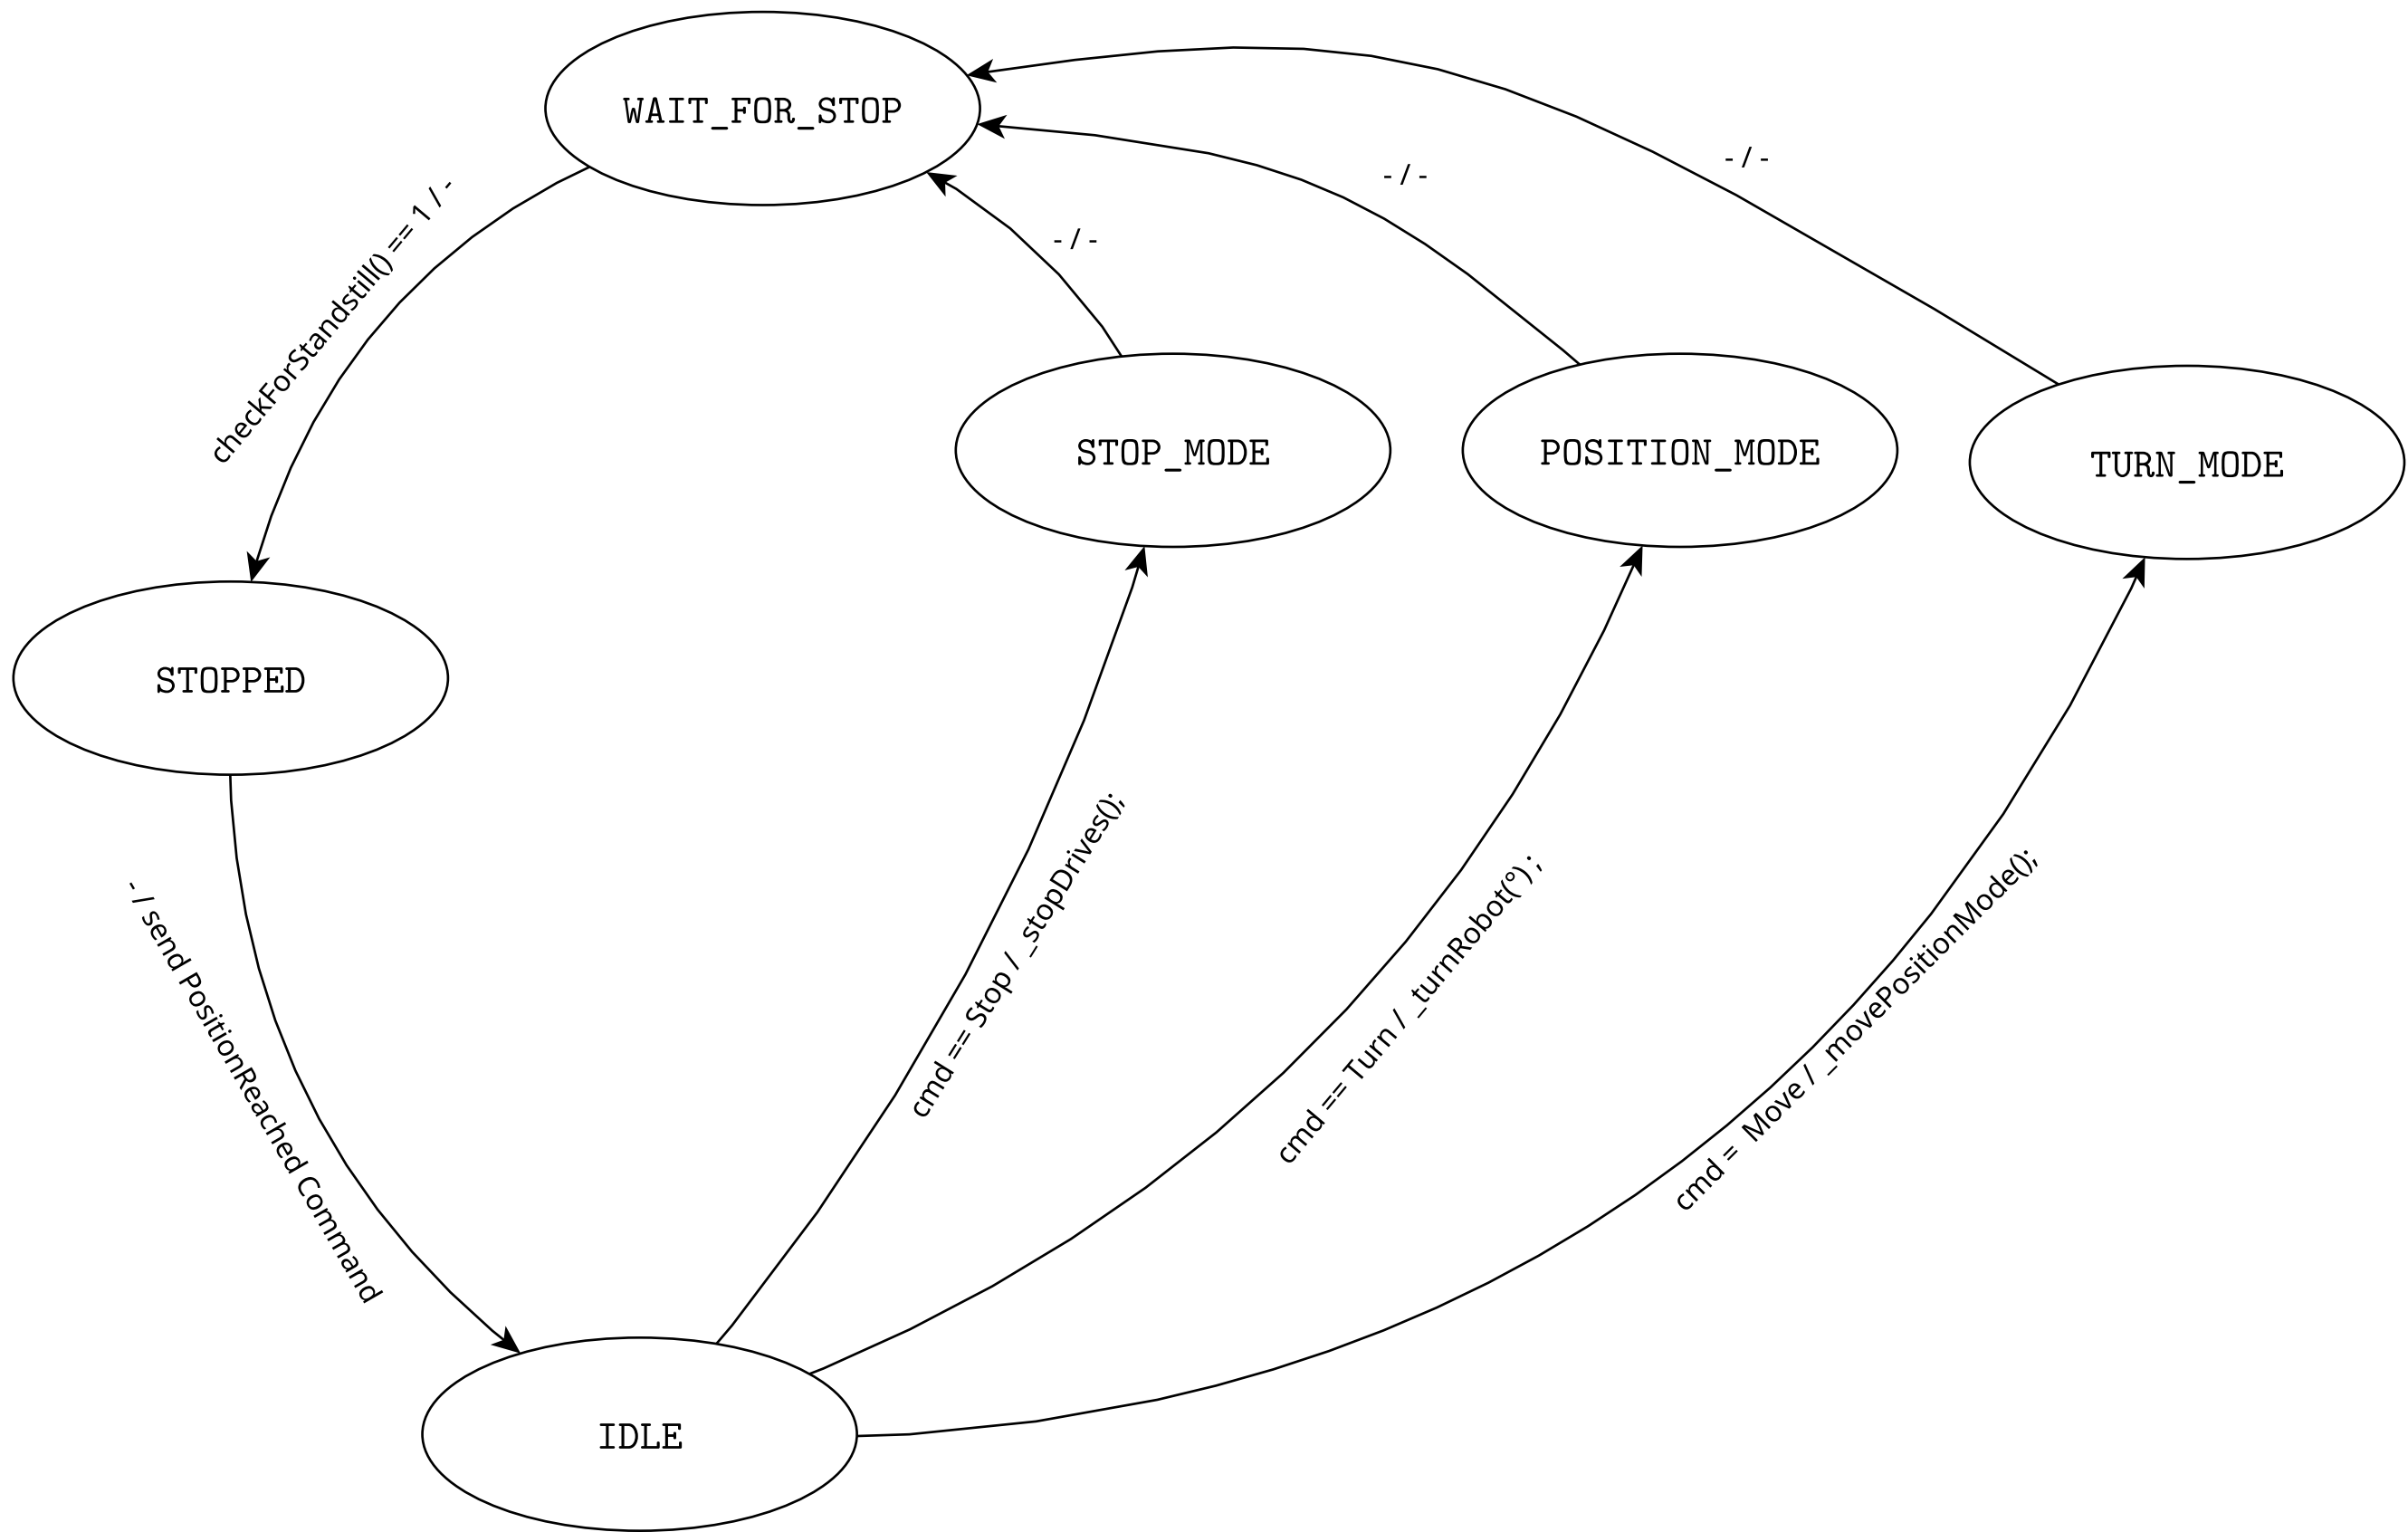 WAIT_FOR_STOP
- / -
- / -
- / -
checkForStandstill() == 1 / -
STOP_MODE
POSITION_MODE
TURN_MODE
STOPPED
- / send PositionReached Command
cmd == Stop / _stopDrives();
cmd == Turn / _turnRobot(°) ;
cmd = Move / _movePositionMode();
IDLE